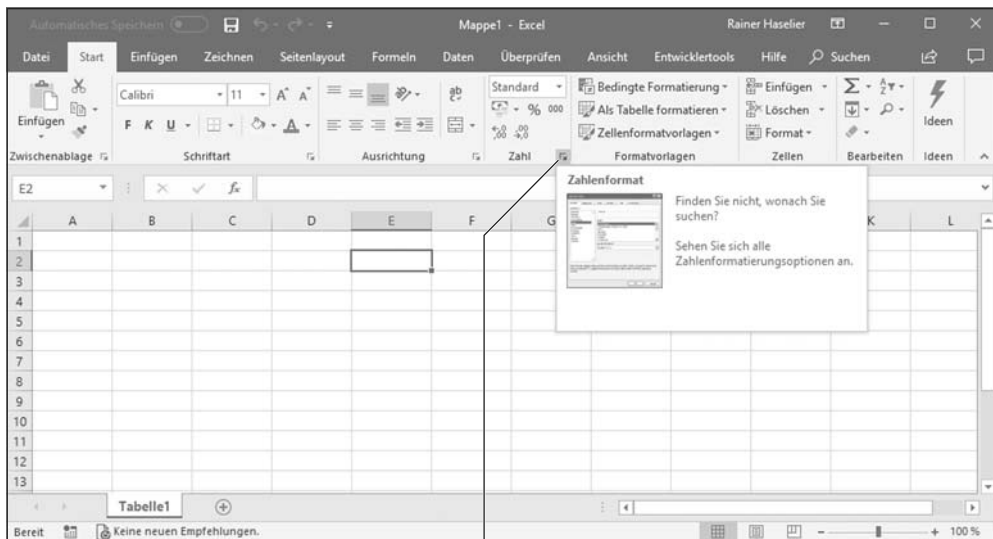 Automatisches Speichern
Mappe1 - Excel
Rainer Haselier
Datei Start Einfügen Zeichnen Seitenlayout Formeln Daten Überprüfen Ansicht Entwicklertools Hilfe Suchen
Einfügen
Calibri 11 A A
F K U A
ab
Standard
% 000
Bedingte Formatierung
Als Tabelle formatieren
Zellenformatvorlagen
Einfügen
Löschen
Format
Ideen
Zwischenablage Schriftart Ausrichtung Zahl Formatvorlagen Zellen Bearbeiten Ideen
E2 fx
Zahlenformat
Finden Sie nicht, wonach Sie
suchen?
Sehen Sie sich alle
Zahlenformatierungsoptionen an.
A B C D E F G K L
1
2
3
4
5
6
7
8
9
10
11
12
13
Tabelle1
Bereit Keine neuen Empfehlungen. 100 %